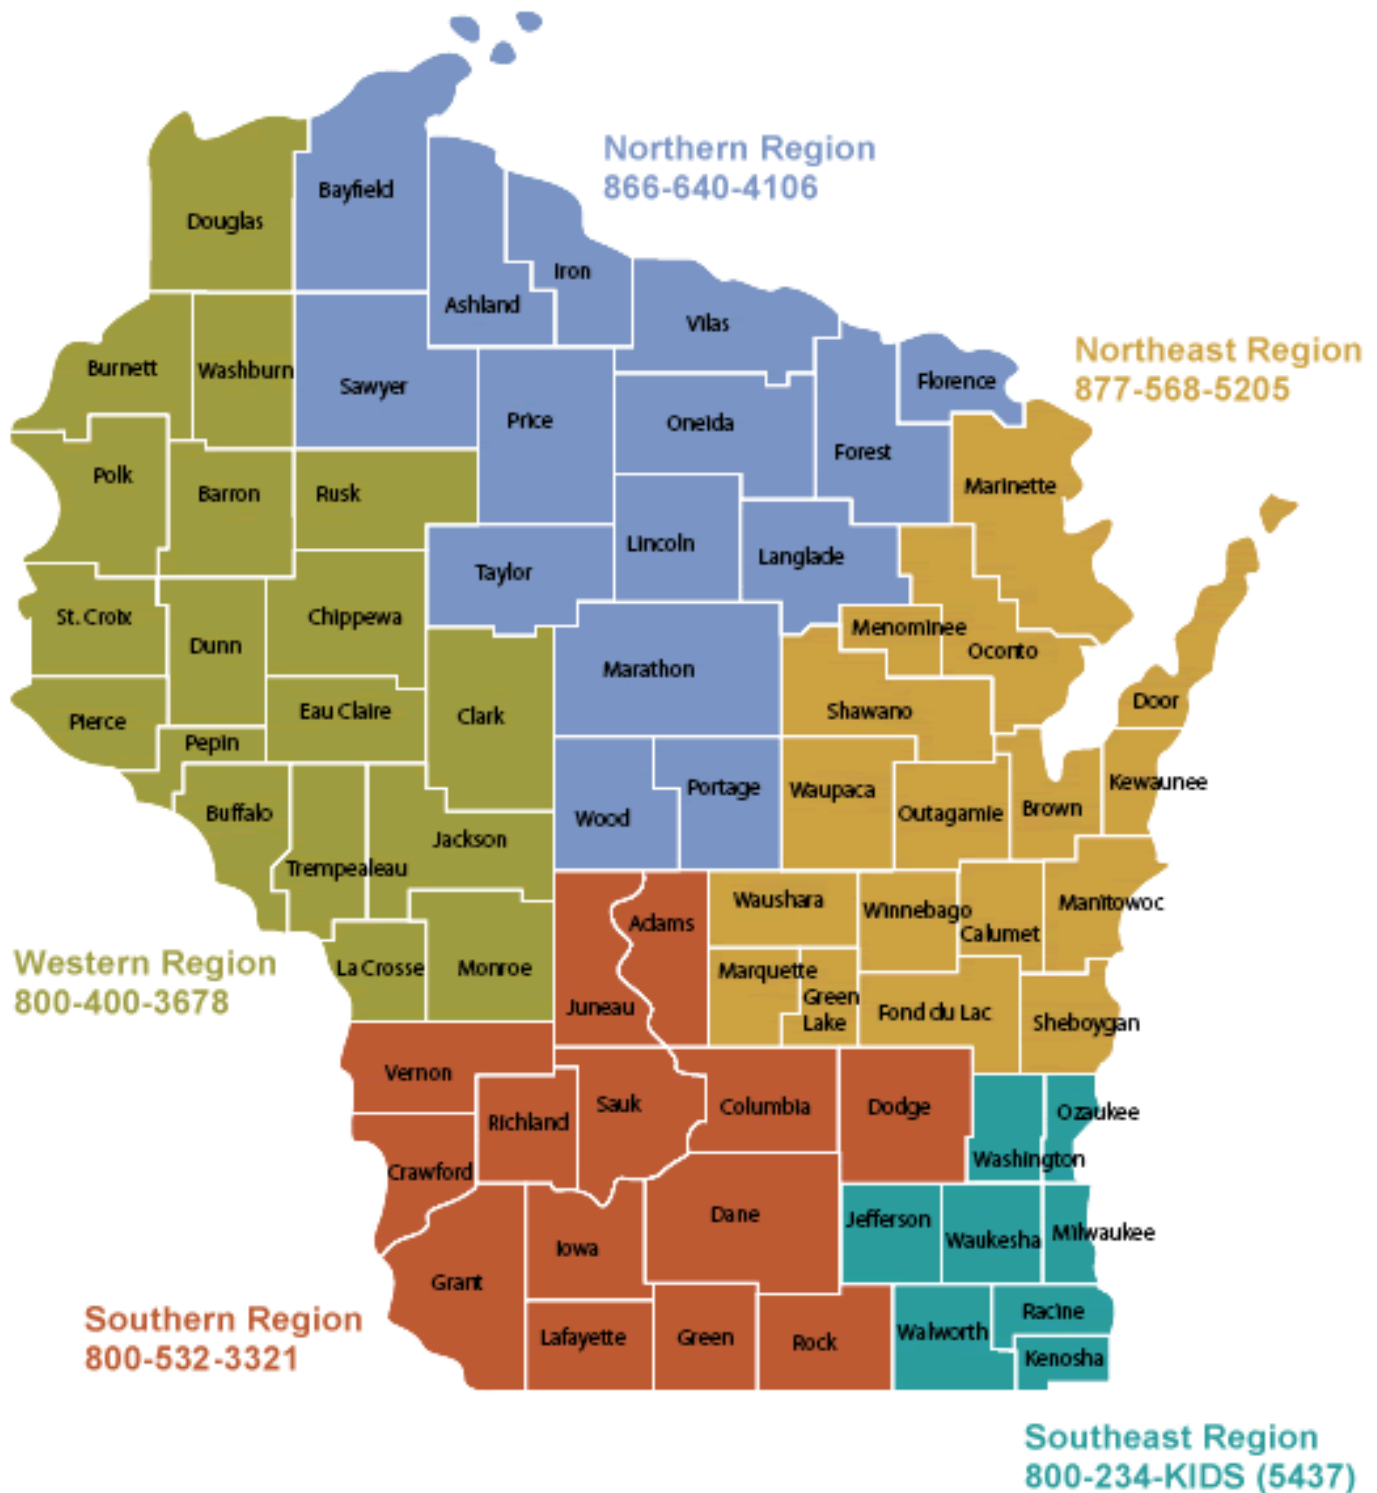 Northern Region
866-640-4106
Bayfield
Douglas
Iron
Ashland
Vilas
Northeast Region
877-568-5205
Burnett
Washburn
Sawyer
Florence
Price
Oneida
Forest
Polk
Barron
Rusk
Marinette
Lincoln
Langlade
Taylor
St. Croix
Chippewa
Dunn
Menominee
Oconto
Marathon
Pierce
Eau Claire
Clark
Shawano
Door
Pepin
Portage
Waupaca
Kewaunee
Buffalo
Wood
Outagamie
Brown
Jackson
Trempealeau
Waushara
Winnebago
Manitowoc
Adams
Calumet
Western Region
800-400-3678
La Crosse
Monroe
Marquette
Juneau
Green
Lake
Fond du Lac
Sheboygan
Vernon
Richland
Sauk
Columbia
Dodge
Ozaukee
Crawford
Washington
Dane
Jefferson
Waukesha
Milwaukee
Iowa
Grant
Southern Region
800-532-3321
Lafayette
Green
Rock
Walworth
Racine
Kenosha
Southeast Region
800-234-KIDS (5437)